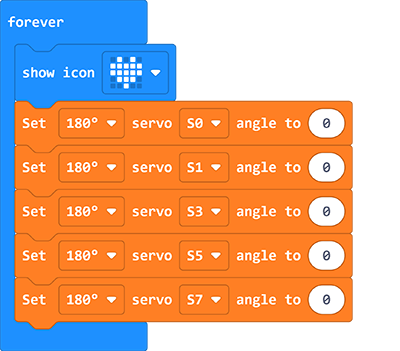 forever
show icon
Set 180° servo S0 angle to 0
Set 180° servo S1 angle to 0
Set 180° servo S3 angle to 0
Set 180° servo S5 angle to 0
Set 180° servo S7 angle to 0